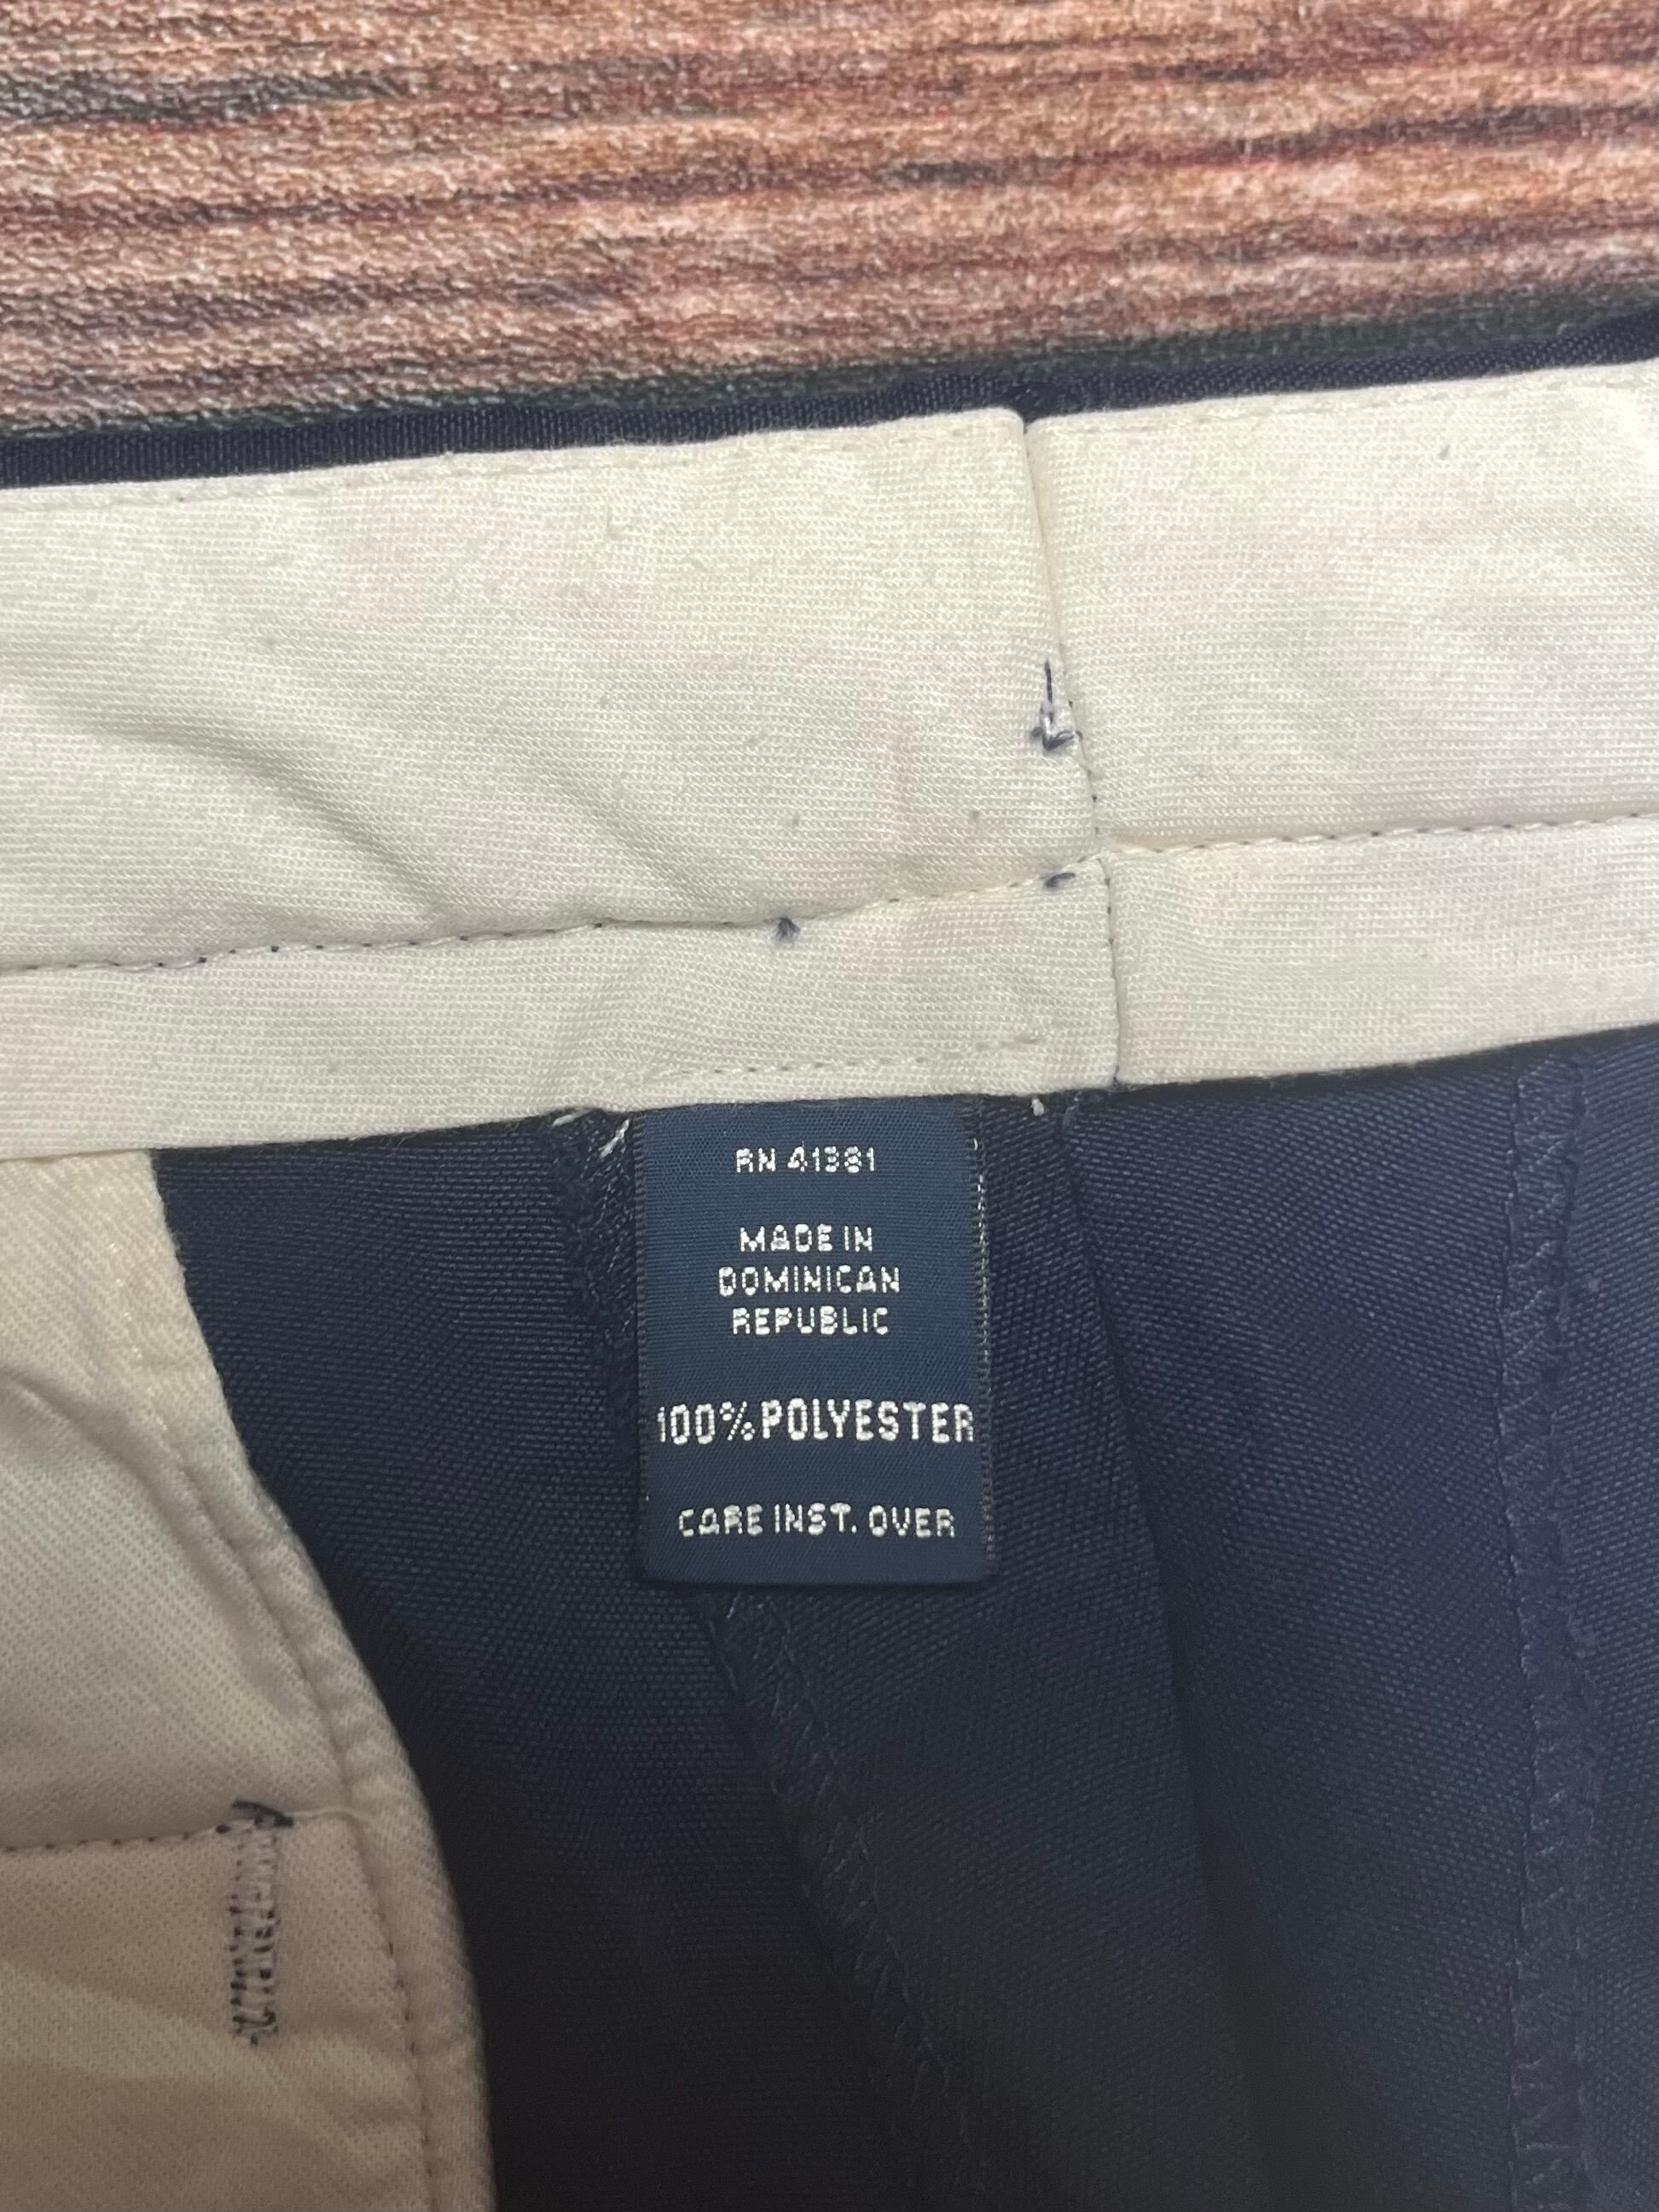 RN 41381
MADE IN
DOMINICAN
REPUBLIC
100% POLYESTER
CARE INST. OVER